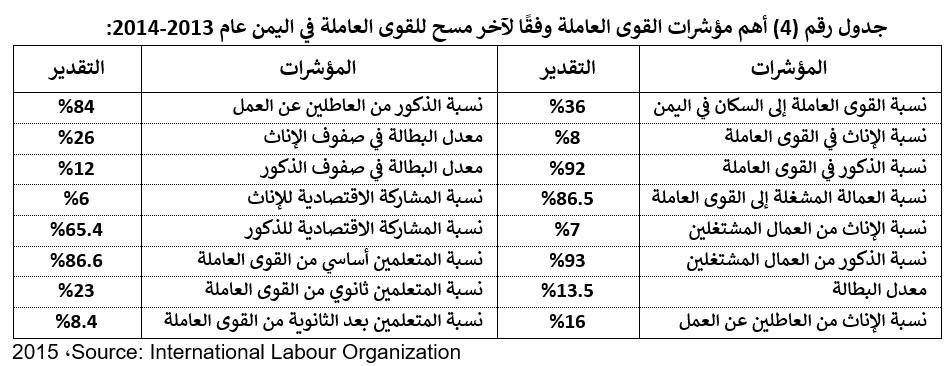 جدول رقم (4) أهم مؤشرات القوى العاملة وفقًا لآخر مسح للقوى العاملة في اليمن عام 2013-2014:
المؤشرات التقدير المؤشرات التقدير
نسبة القوى العاملة إلى السكان في اليمن 36% نسبة الذكور من العاطلين عن العمل 84%
نسبة الإناث في القوى العاملة 8% معدل البطالة في صفوف الإناث 26%
نسبة الذكور في القوى العاملة 92% معدل البطالة في صفوف الذكور 12%
نسبة العمالة المشغلة إلى القوى العاملة 86.5% نسبة المشاركة الاقتصادية للإناث 6%
نسبة الإناث من العمال المشتغلين 7% نسبة المشاركة الاقتصادية للذكور 65.4%
نسبة الذكور من العمال المشتغلين 93% نسبة المتعلمين أساسي من القوى العاملة 86.6%
معدل البطالة 13.5% نسبة المتعلمين ثانوي من القوى العاملة 23%
نسبة الإناث من العاطلين عن العمل 16% نسبة المتعلمين بعد الثانوية من القوى العاملة 8.4%
Source: International Labour Organization، 2015